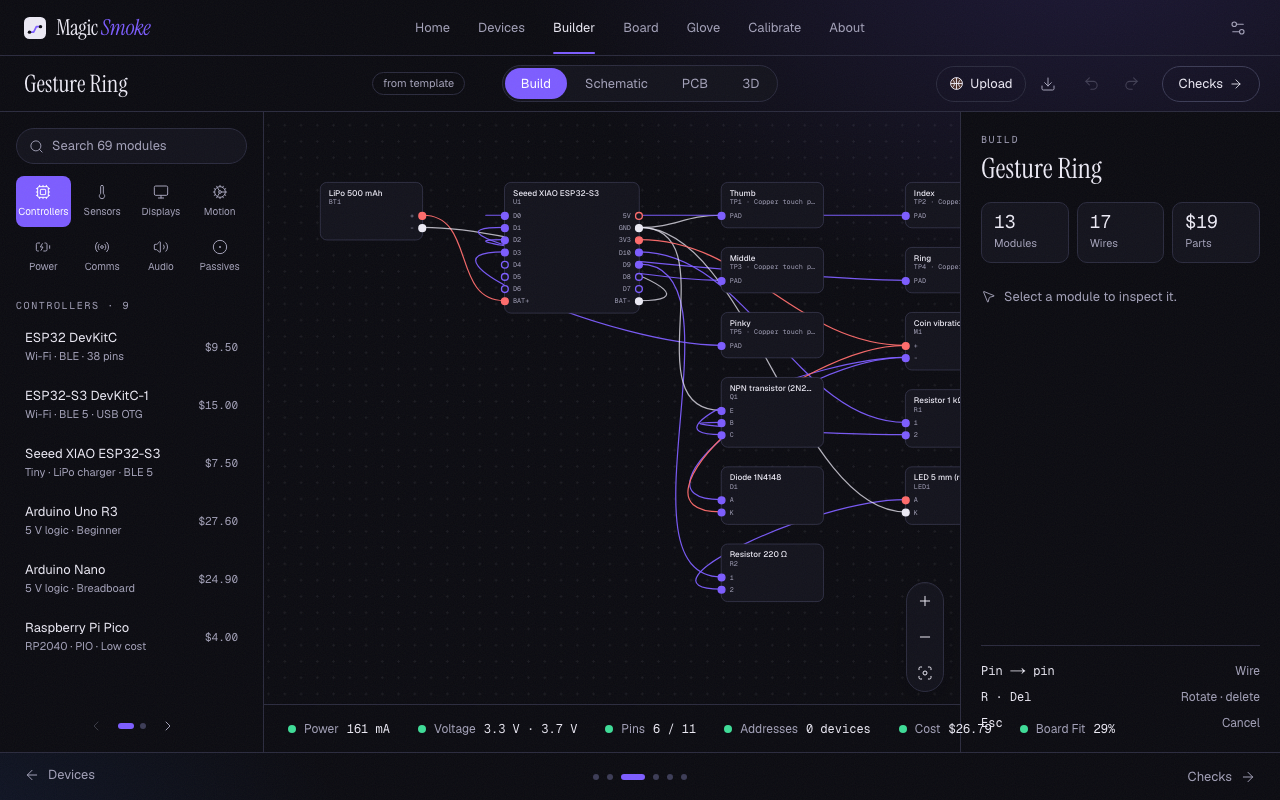 Magic Smoke
Home Devices Builder Board Glove Calibrate About
Gesture Ring
from template
Build Schematic PCB 3D
Upload
Checks
Search 69 modules
Controllers Sensors Displays Motion
Power Comms Audio Passives
CONTROLLERS · 9
ESP32 DevKitC
Wi-Fi · BLE · 38 pins
$9.50
ESP32-S3 DevKitC-1
Wi-Fi · BLE 5 · USB OTG
$15.00
Seeed XIAO ESP32-S3
Tiny · LiPo charger · BLE 5
$7.50
Arduino Uno R3
5 V logic · Beginner
$27.60
Arduino Nano
5 V logic · Breadboard
$24.90
Raspberry Pi Pico
RP2040 · PIO · Low cost
$4.00
LiPo 500 mAh
BT1
+
-
Seeed XIAO ESP32-S3
U1
D0 5V
D1 GND
D2 3V3
D3 D10
D4 D9
D5 D8
D6 D7
BAT+ BAT-
Thumb
TP1 · Copper touch p…
PAD
Middle
TP3 · Copper touch p…
PAD
Pinky
TP5 · Copper touch p…
PAD
NPN transistor (2N2…
Q1
E
B
C
Diode 1N4148
D1
A
K
Resistor 220 Ω
R2
1
2
Index
TP2 · Copper
PAD
Ring
TP4 · Copper
PAD
Coin vibratio
M1
+
-
Resistor 1 kΩ
R1
1
2
LED 5 mm (r
LED1
A
K
BUILD
Gesture Ring
13 Modules
17 Wires
$19 Parts
Select a module to inspect it.
Pin → pin Wire
R · Del Rotate · delete
Esc Cancel
Power 161 mA Voltage 3.3 V · 3.7 V Pins 6 / 11 Addresses 0 devices Cost $26.79 Board Fit 29%
Devices
Checks